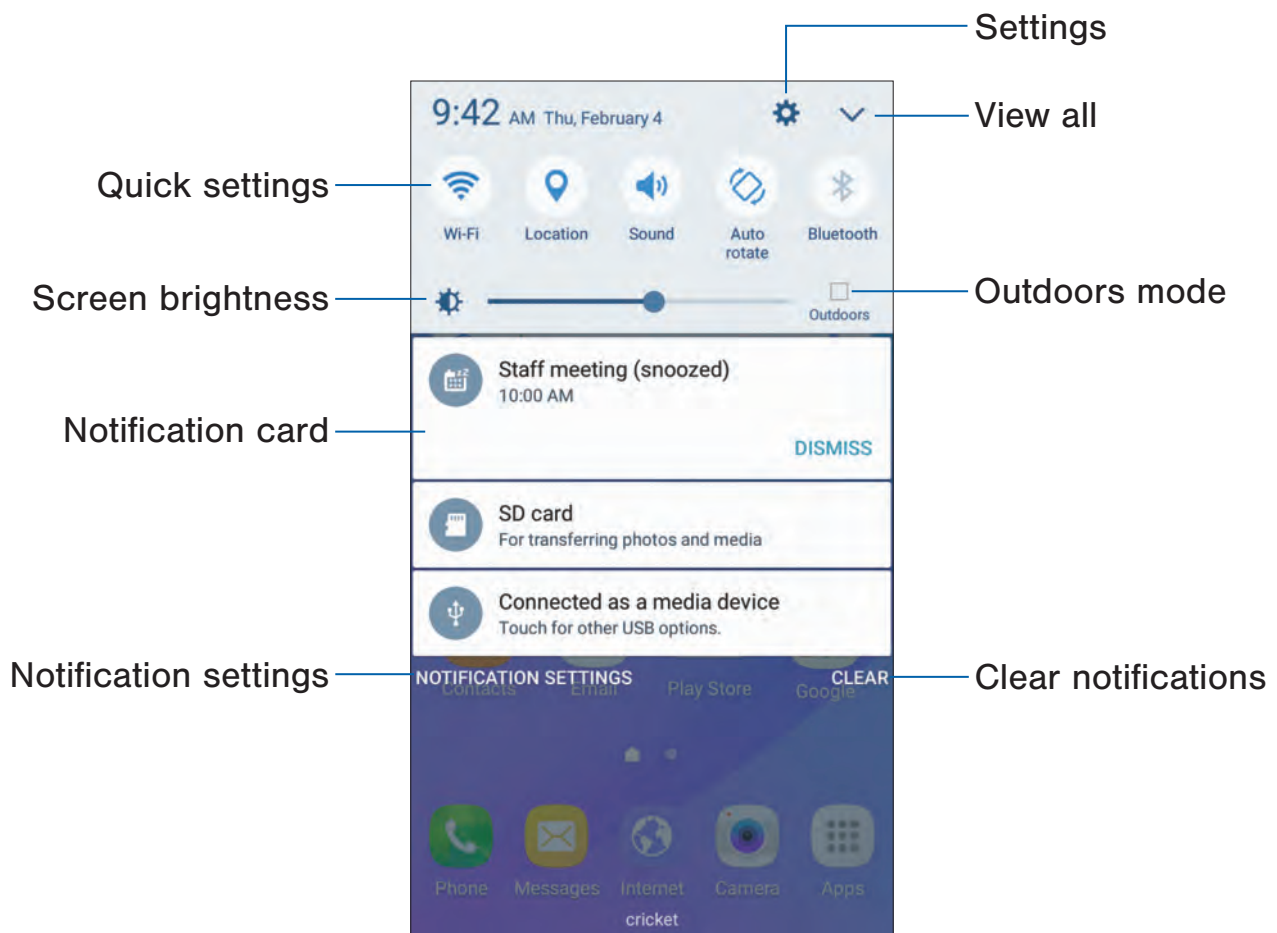 Settings
9:42 AM Thu, February 4
View all
Quick settings
Wi-Fi
Location
Sound
Auto
rotate
Bluetooth
Screen brightness
Outdoors mode
Outdoors
Staff meeting (snoozed)
10:00 AM
Notification card
DISMISS
SD card
For transferring photos and media
Connected as a media device
Touch for other USB options.
Notification settings
NOTIFICATION SETTINGS
CLEAR
Clear notifications
Contacts
Email
Play Store
Google
Phone
Messages
Internet
Camera
Apps
cricket